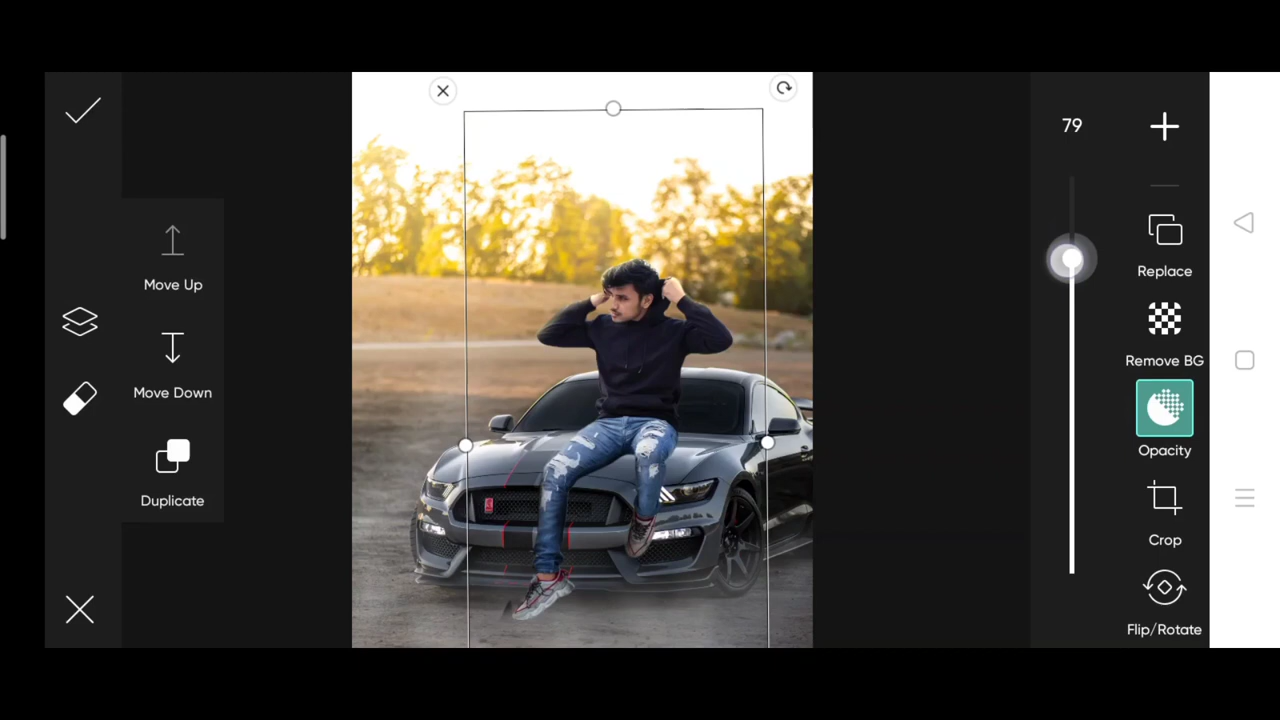 Move Up
Move Down
Duplicate
79
Replace
Remove BG
Opacity
Crop
Flip/Rotate